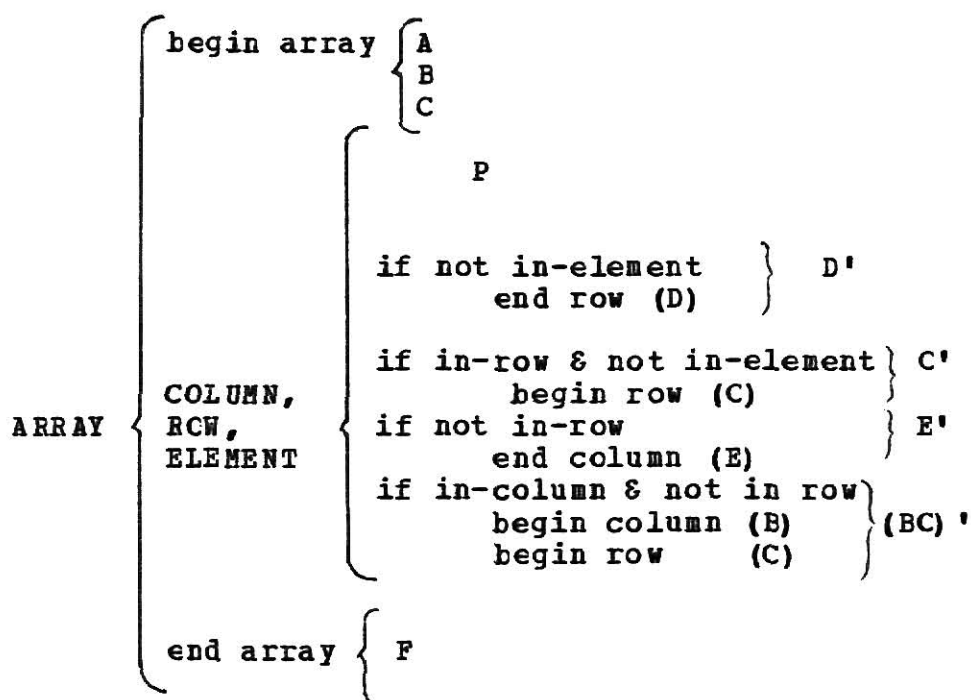 begin array A
B
C
P
if not in-element D'
end row (D)
if in-row & not in-element C'
begin row (C)
COLUMN,
ARRAY RCW, if not in-row E'
ELEMENT end column (E)
if in-column & not in row
begin column (B) (BC)'
begin row (C)
end array F